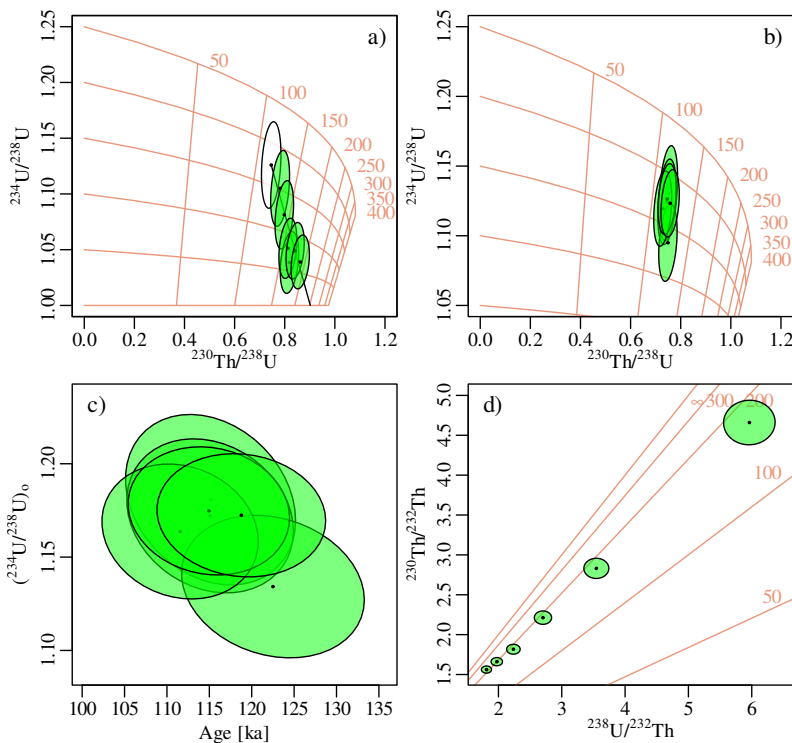 a)
1.25
1.20
1.15
1.10
1.05
1.00
²³⁴U/²³⁸U
50
100
150
200
250
300
350
400
0.0 0.2 0.4 0.6 0.8 1.0 1.2
²³⁰Th/²³⁸U
b)
1.25
1.20
1.15
1.10
1.05
²³⁴U/²³⁸U
50
100
150
200
250
300
350
400
0.0 0.2 0.4 0.6 0.8 1.0 1.2
²³⁰Th/²³⁸U
c)
1.20
1.15
1.10
(²³⁴U/²³⁸U)ₒ
100 105 110 115 120 125 130 135
Age [ka]
d)
5.0
4.5
3.5
3.0
2.5
2.0
1.5
²³⁰Th/²³²Th
∞ 300 200
100
50
2 3 4 5 6
²³⁸U/²³²Th